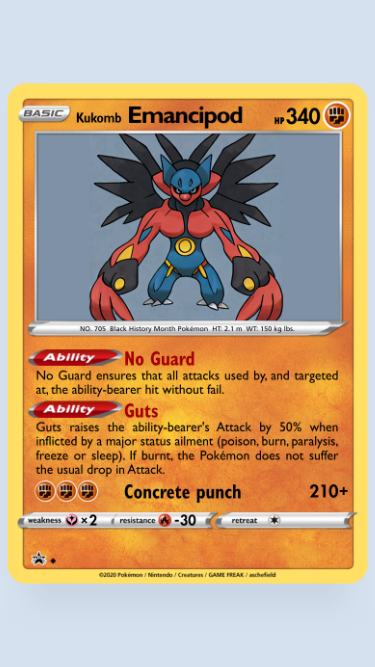 BASIC Kukomb Emancipod HP 340
NO. 705 Black History Month Pokémon HT: 2.1 m WT: 150 kg lbs.
Ability No Guard
No Guard ensures that all attacks used by, and targeted
at, the ability-bearer hit without fail.
Ability Guts
Guts raises the ability-bearer's Attack by 50% when
inflicted by a major status ailment (poison, burn, paralysis,
freeze or sleep). If burnt, the Pokémon does not suffer
the usual drop in Attack.
Concrete punch 210+
weakness ×2 resistance -30 retreat
©2020 Pokémon / Nintendo / Creatures / GAME FREAK / aschefield